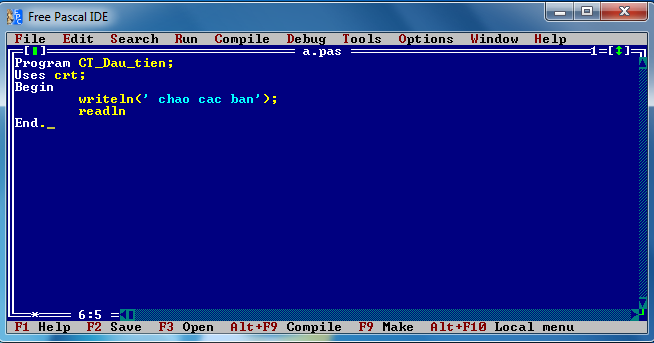 Free Pascal IDE
File Edit Search Run Compile Debug Tools Options Window Help
a.pas 1
Program CT_Dau_tien;
Uses crt;
Begin
writeln(' chao cac ban');
readln
End.
* 6:5
F1 Help F2 Save F3 Open Alt+F9 Compile F9 Make Alt+F10 Local menu